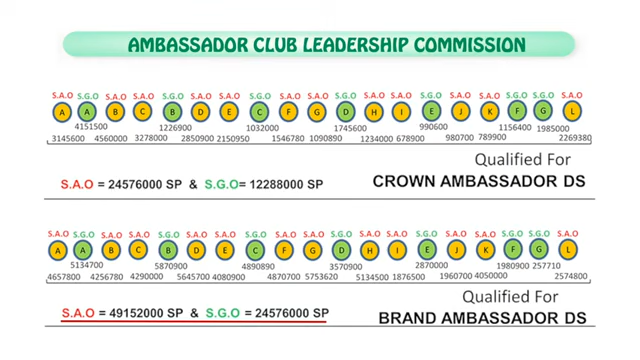 AMBASSADOR CLUB LEADERSHIP COMMISSION
S.A.O S.G.O S.A.O S.A.O S.G.O S.A.O S.A.O S.G.O S.A.O S.A.O S.G.O S.A.O S.A.O S.G.O S.A.O S.A.O S.G.O S.G.O S.A.O
A A B C B D E C F G D H I E J K F G L
4151500 1226900 1032000 1745600 990600 1156400 1985000
3145600 4560000 3278000 2850900 2150950 1546780 1090890 1234000 678900 980700 789900 2269380
Qualified For
S.A.O = 24576000 SP & S.G.O= 12288000 SP CROWN AMBASSADOR DS
S.A.O S.G.O S.A.O S.A.O S.G.O S.A.O S.A.O S.G.O S.A.O S.A.O S.G.O S.A.O S.A.O S.G.O S.A.O S.A.O S.G.O S.G.O S.A.O
A A B C B D E C F G D H I E J K F G L
5134700 5870900 4890890 3570900 2870000 1980900 257710
4657800 4256780 4290000 5645700 4080900 4870700 5753620 5134500 1876500 1960700 4050000 2574800
Qualified For
S.A.O = 49152000 SP & S.G.O = 24576000 SP BRAND AMBASSADOR DS